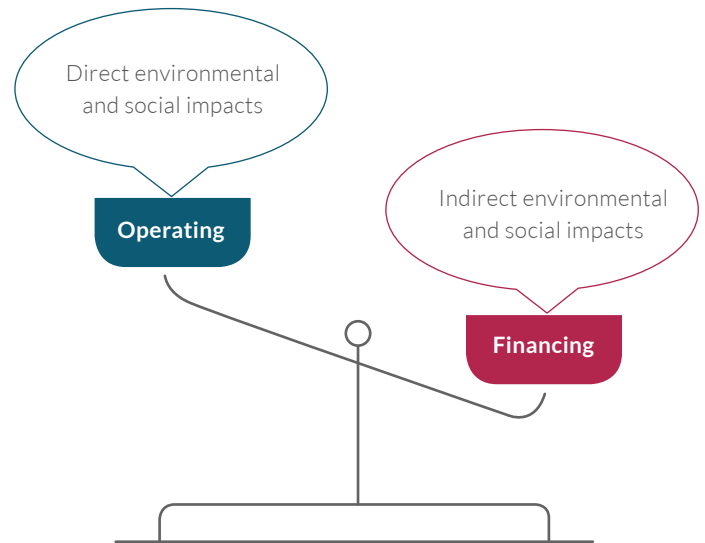 Direct environmental
and social impacts
Operating
Indirect environmental
and social impacts
Financing